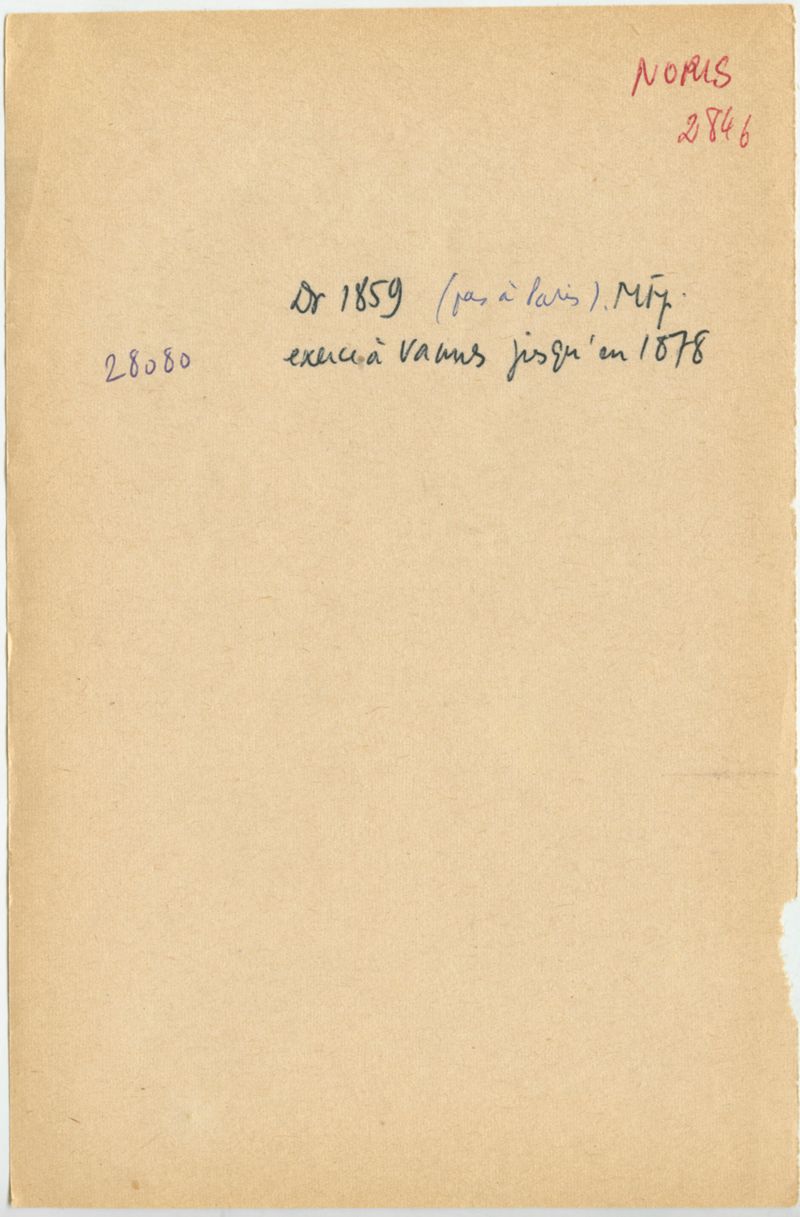 NORIS
2846
Dr 1859 (pas à Paris). MTp.
28080 exerce à Vannes jusqu'en 1878